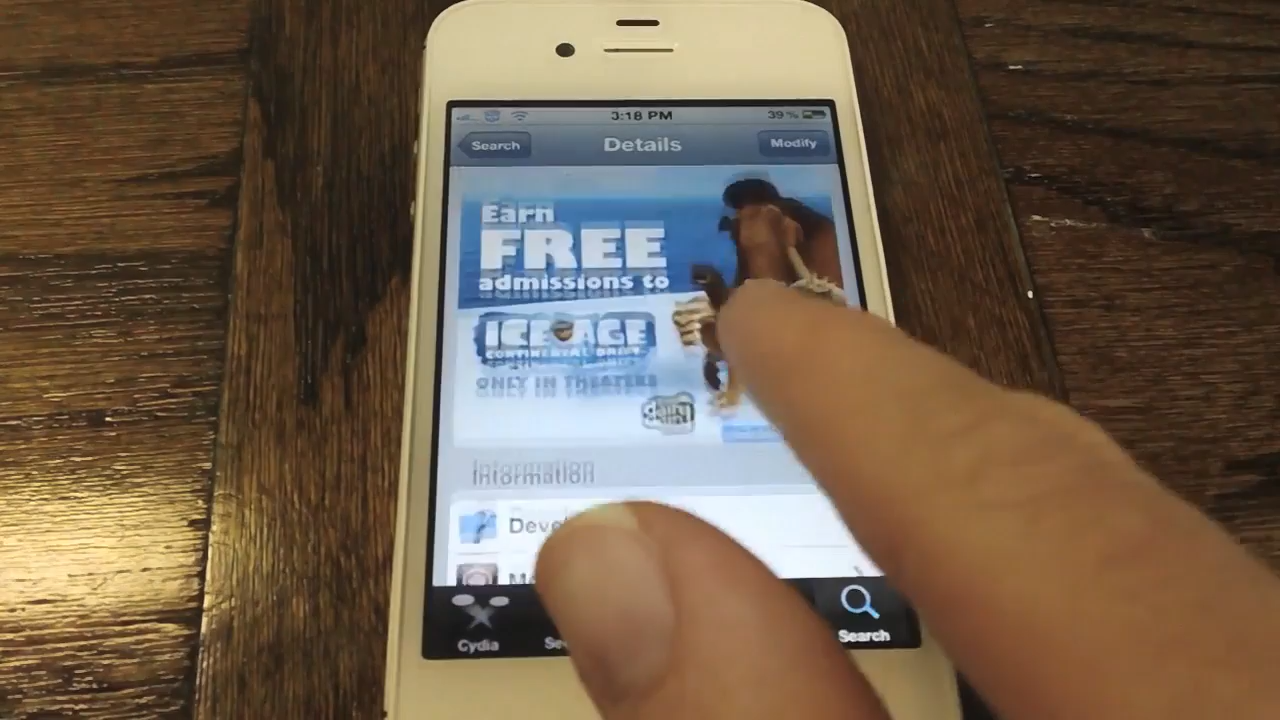 3:18 PM
39 %
Search
Details
Modify
Earn
FREE
admissions to
ICE AGE
CONTINENTAL DRIFT
ONLY IN THEATERS
Information
Cydia
Search